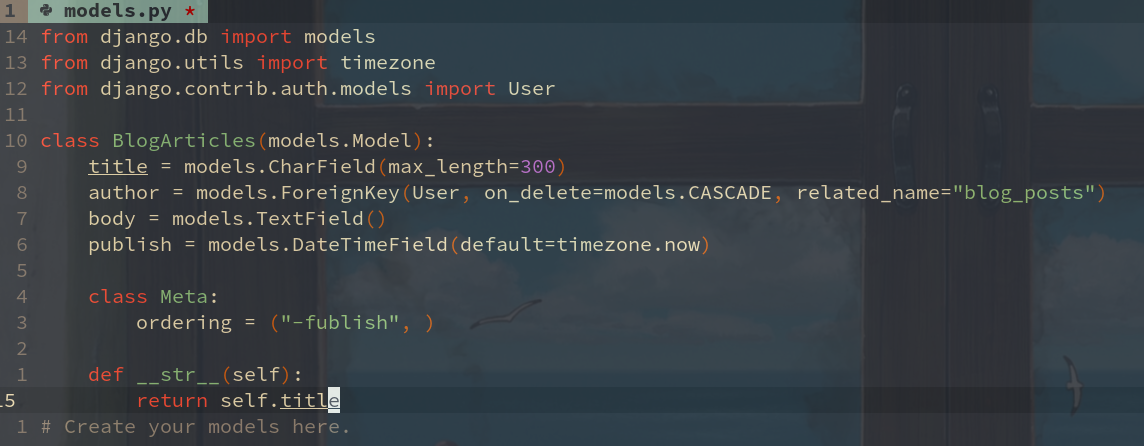 1 models.py *
14 from django.db import models
13 from django.utils import timezone
12 from django.contrib.auth.models import User
11
10 class BlogArticles(models.Model):
9     title = models.CharField(max_length=300)
8     author = models.ForeignKey(User, on_delete=models.CASCADE, related_name="blog_posts")
7     body = models.TextField()
6     publish = models.DateTimeField(default=timezone.now)
5
4     class Meta:
3         ordering = ("-fublish", )
2
1     def __str__(self):
15         return self.title
1 # Create your models here.